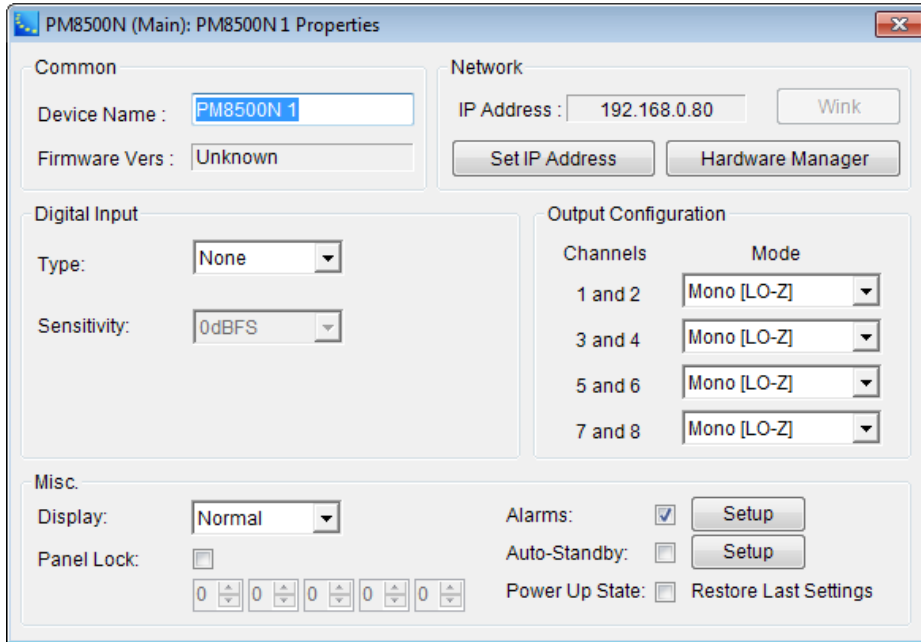 PM8500N (Main): PM8500N 1 Properties
Common
Device Name :
PM8500N 1
Firmware Vers :
Unknown
Network
IP Address :
192.168.0.80
Wink
Set IP Address
Hardware Manager
Digital Input
Type:
None
Sensitivity:
0dBFS
Output Configuration
Channels
Mode
1 and 2
Mono [LO-Z]
3 and 4
Mono [LO-Z]
5 and 6
Mono [LO-Z]
7 and 8
Mono [LO-Z]
Misc.
Display:
Normal
Panel Lock:
0 0 0 0 0
Alarms:
Setup
Auto-Standby:
Setup
Power Up State:
Restore Last Settings